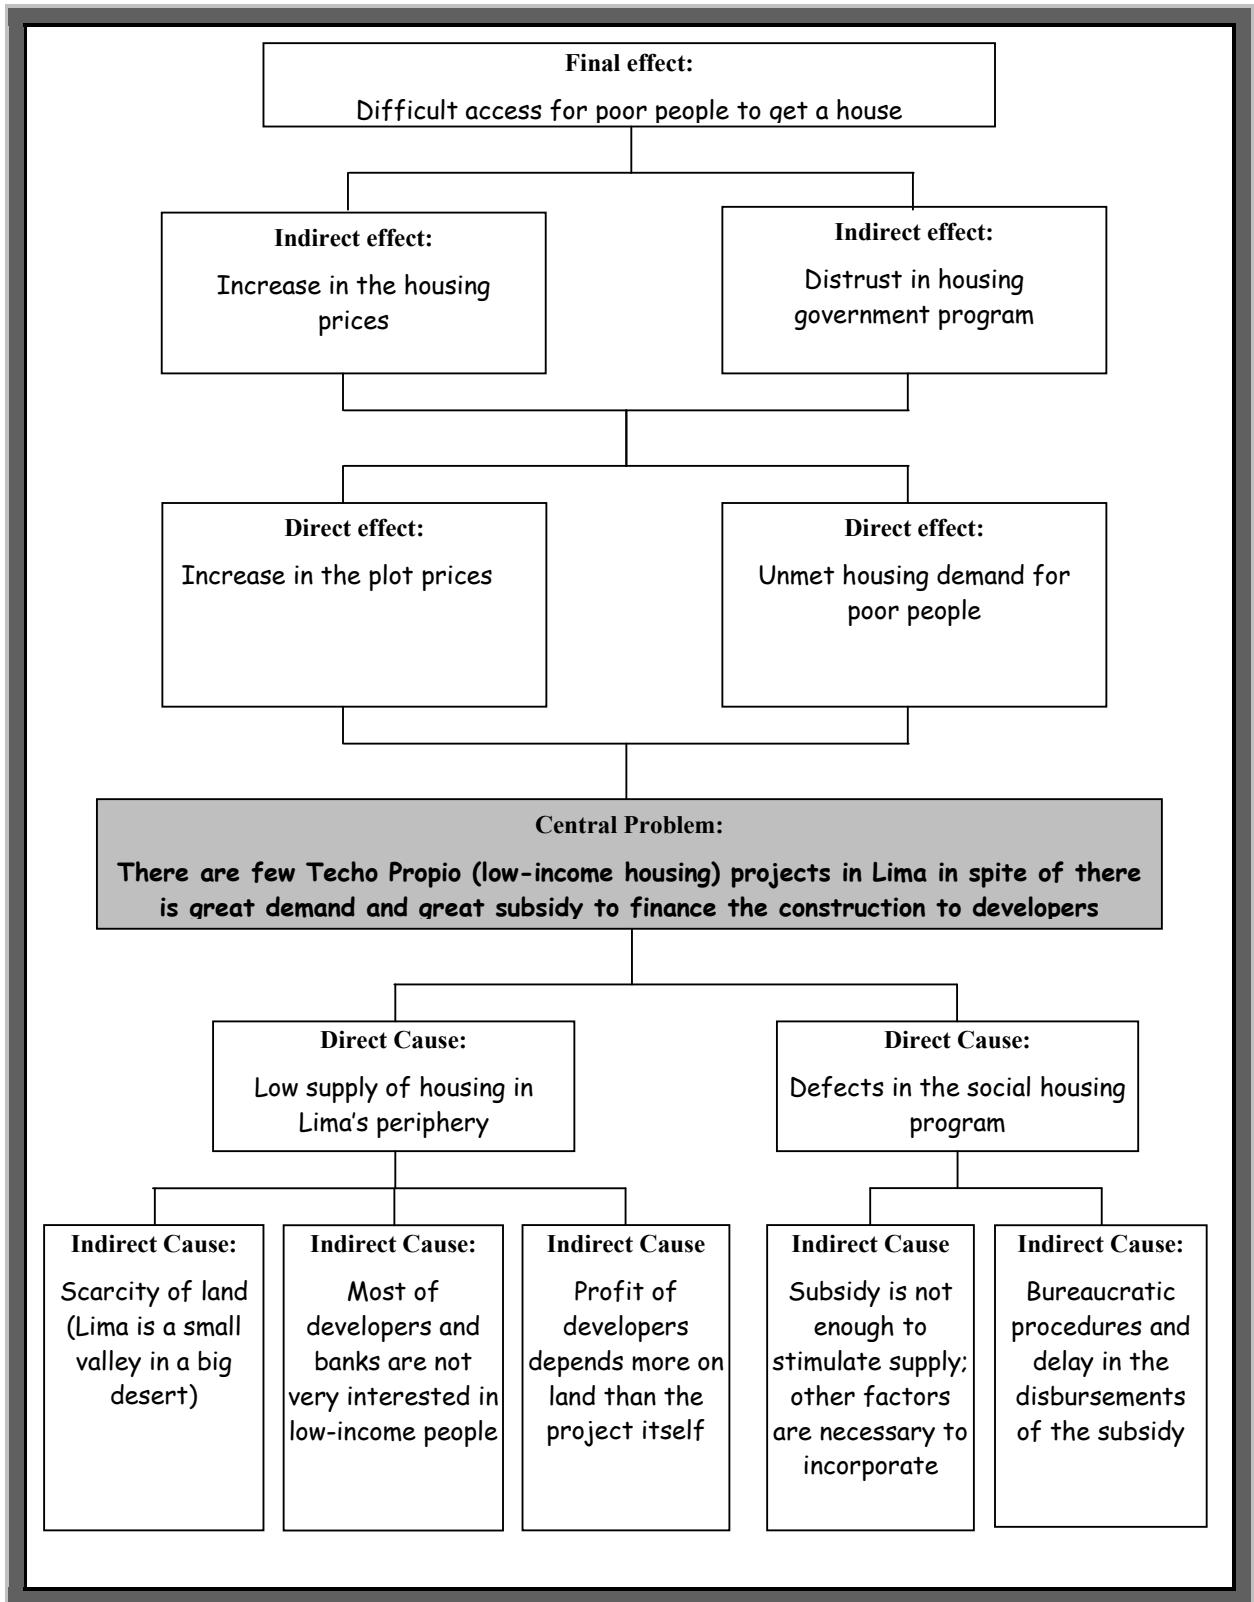 Final effect:
Difficult access for poor people to get a house
Indirect effect:
Increase in the housing
prices
Indirect effect:
Distrust in housing
government program
Direct effect:
Increase in the plot prices
Direct effect:
Unmet housing demand for
poor people
Central Problem:
There are few Techo Propio (low-income housing) projects in Lima in spite of there
is great demand and great subsidy to finance the construction to developers
Direct Cause:
Low supply of housing in
Lima's periphery
Direct Cause:
Defects in the social housing
program
Indirect Cause:
Scarcity of land
(Lima is a small
valley in a big
desert)
Indirect Cause:
Most of
developers and
banks are not
very interested in
low-income people
Indirect Cause
Profit of
developers
depends more on
land than the
project itself
Indirect Cause
Subsidy is not
enough to
stimulate supply;
other factors
are necessary to
incorporate
Indirect Cause:
Bureaucratic
procedures and
delay in the
disbursements
of the subsidy